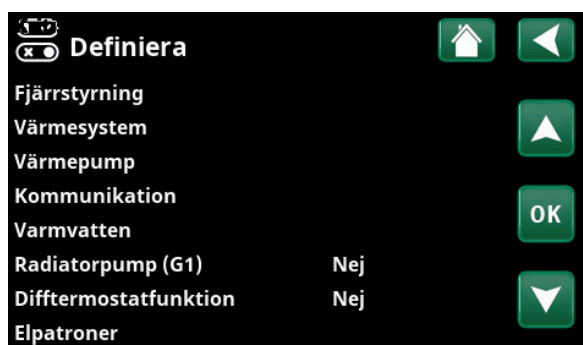 Definiera
Fjärrstyrning
Värmesystem
Värmepump
Kommunikation
OK
Varmvatten
Radiatorpump (G1) Nej
Difftermostatfunktion Nej
Elpatroner